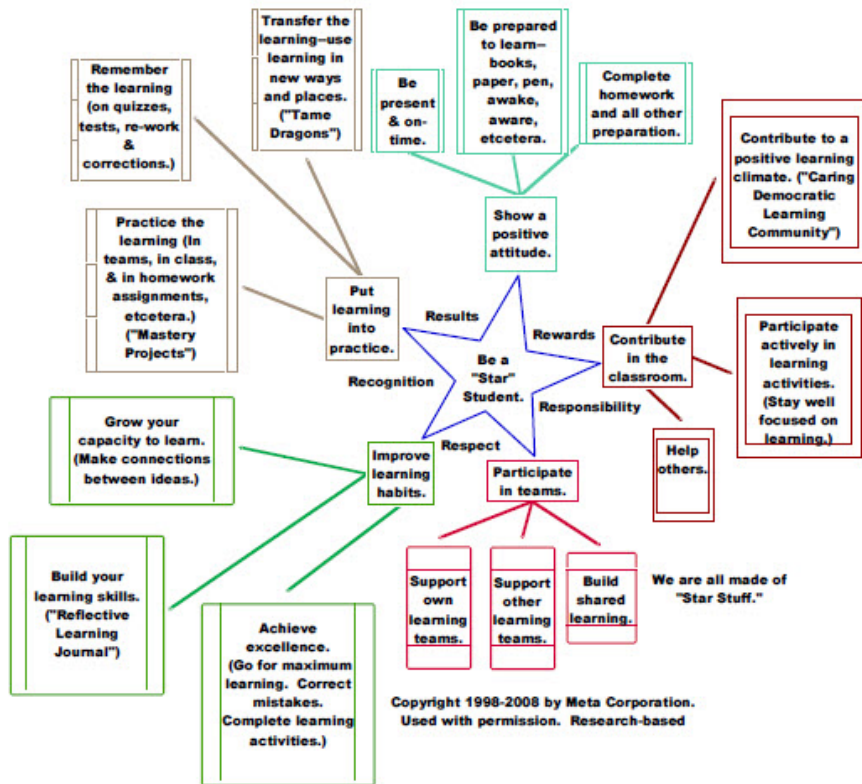 Transfer the
learning--use
learning in
new ways
and places.
("Tame
Dragons")
Be prepared
to learn--
books,
paper, pen,
awake,
aware,
etcetera.
Remember
the learning
(on quizzes,
tests, re-work
&
corrections.)
Be
present
& on-
time.
Complete
homework
and all other
preparation.
Contribute to a
positive learning
climate. ("Caring
Democratic
Learning
Community")
Practice the
learning (In
teams, in class,
& in homework
assignments,
etcetera.)
("Mastery
Projects")
Show a
positive
attitude.
Put
learning
into
practice.
Results
Rewards
Contribute
in the
classroom.
Participate
actively in
learning
activities.
(Stay well
focused on
learning.)
Be a
"Star"
Student.
Recognition
Responsibility
Respect
Grow your
capacity to learn.
(Make connections
between ideas.)
Improve
learning
habits.
Participate
in teams.
Help
others.
Build your
learning skills.
("Reflective
Learning
Journal")
Support
own
learning
teams.
Support
other
learning
teams.
Build
shared
learning.
We are all made of
"Star Stuff."
Achieve
excellence.
(Go for maximum
learning. Correct
mistakes.
Complete learning
activities.)
Copyright 1998-2008 by Meta Corporation.
Used with permission. Research-based